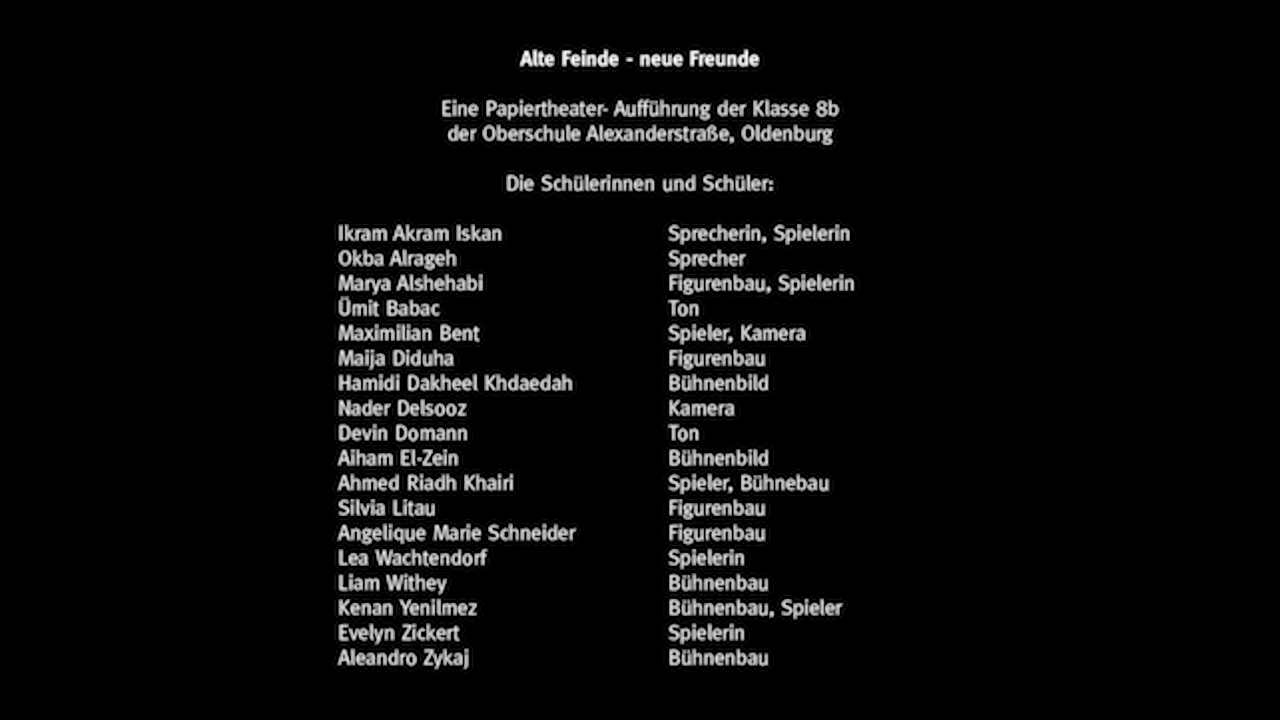 Alte Feinde - neue Freunde
Eine Papiertheater- Aufführung der Klasse 8b
der Oberschule Alexanderstraße, Oldenburg
Die Schülerinnen und Schüler:
Ikram Akram Iskan Sprecherin, Spielerin
Okba Alrageh Sprecher
Marya Alshehabi Figurenbau, Spielerin
Ümit Babac Ton
Maximilian Bent Spieler, Kamera
Maija Diduha Figurenbau
Hamidi Dakheel Khdaedah Bühnenbild
Nader Delsooz Kamera
Devin Domann Ton
Aiham El-Zein Bühnenbild
Ahmed Riadh Khairi Spieler, Bühnebau
Silvia Litau Figurenbau
Angelique Marie Schneider Figurenbau
Lea Wachtendorf Spielerin
Liam Withey Bühnenbau
Kenan Yenilmez Bühnenbau, Spieler
Evelyn Zickert Spielerin
Aleandro Zykaj Bühnenbau